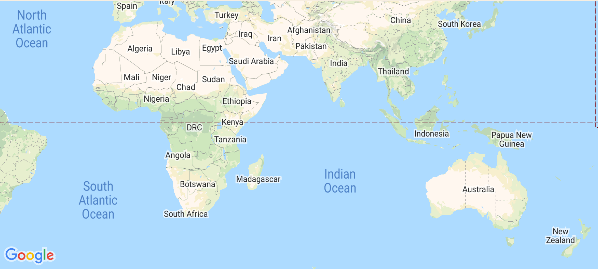 Spain
Italy
Turkey
North
Atlantic
Ocean
Algeria
Libya
Egypt
Iraq
Iran
Afghanistan
Pakistan
China
South Korea
Saudi Arabia
India
Thailand
Mali
Niger
Chad
Sudan
Nigeria
Ethiopia
DRC
Kenya
Tanzania
Indonesia
Papua New
Guinea
Angola
Botswana
Madagascar
South Africa
South
Atlantic
Ocean
Indian
Ocean
Australia
New
Zealand
Google